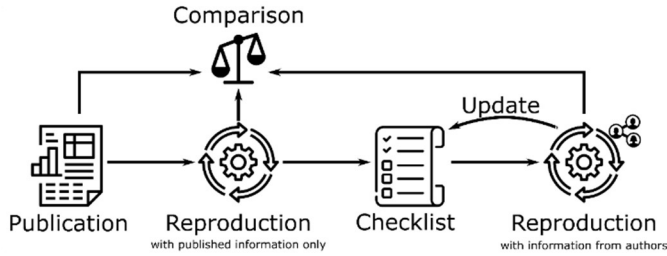 Comparison
Update
Publication
Reproduction
with published information only
Checklist
Reproduction
with information from authors